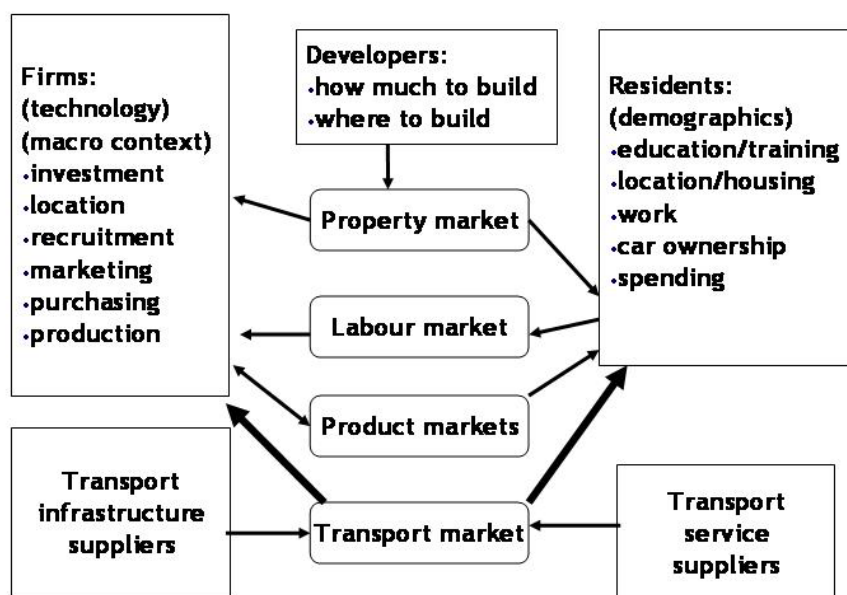 Firms:
(technology)
(macro context)
•investment
•location
•recruitment
•marketing
•purchasing
•production
Developers:
•how much to build
•where to build
Residents:
(demographics)
•education/training
•location/housing
•work
•car ownership
•spending
Property market
Labour market
Product markets
Transport
infrastructure
suppliers
Transport market
Transport
service
suppliers